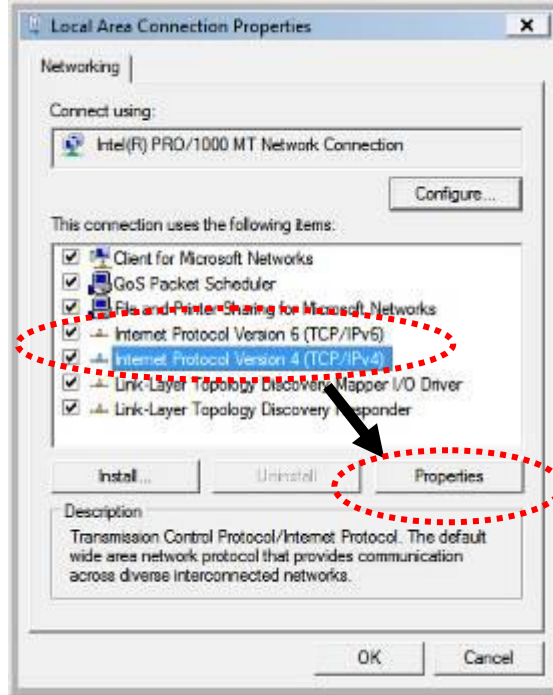 Local Area Connection Properties
Networking
Connect using:
Intel(R) PRO/1000 MT Network Connection
Configure...
This connection uses the following items:
Client for Microsoft Networks
QoS Packet Scheduler
File and Printer Sharing for Microsoft Networks
Internet Protocol Version 6 (TCP/IPv6)
Internet Protocol Version 4 (TCP/IPv4)
Link-Layer Topology Discovery Mapper I/O Driver
Link-Layer Topology Discovery Responder
Install...
Uninstall
Properties
Description
Transmission Control Protocol/Internet Protocol. The default
wide area network protocol that provides communication
across diverse interconnected networks.
OK
Cancel